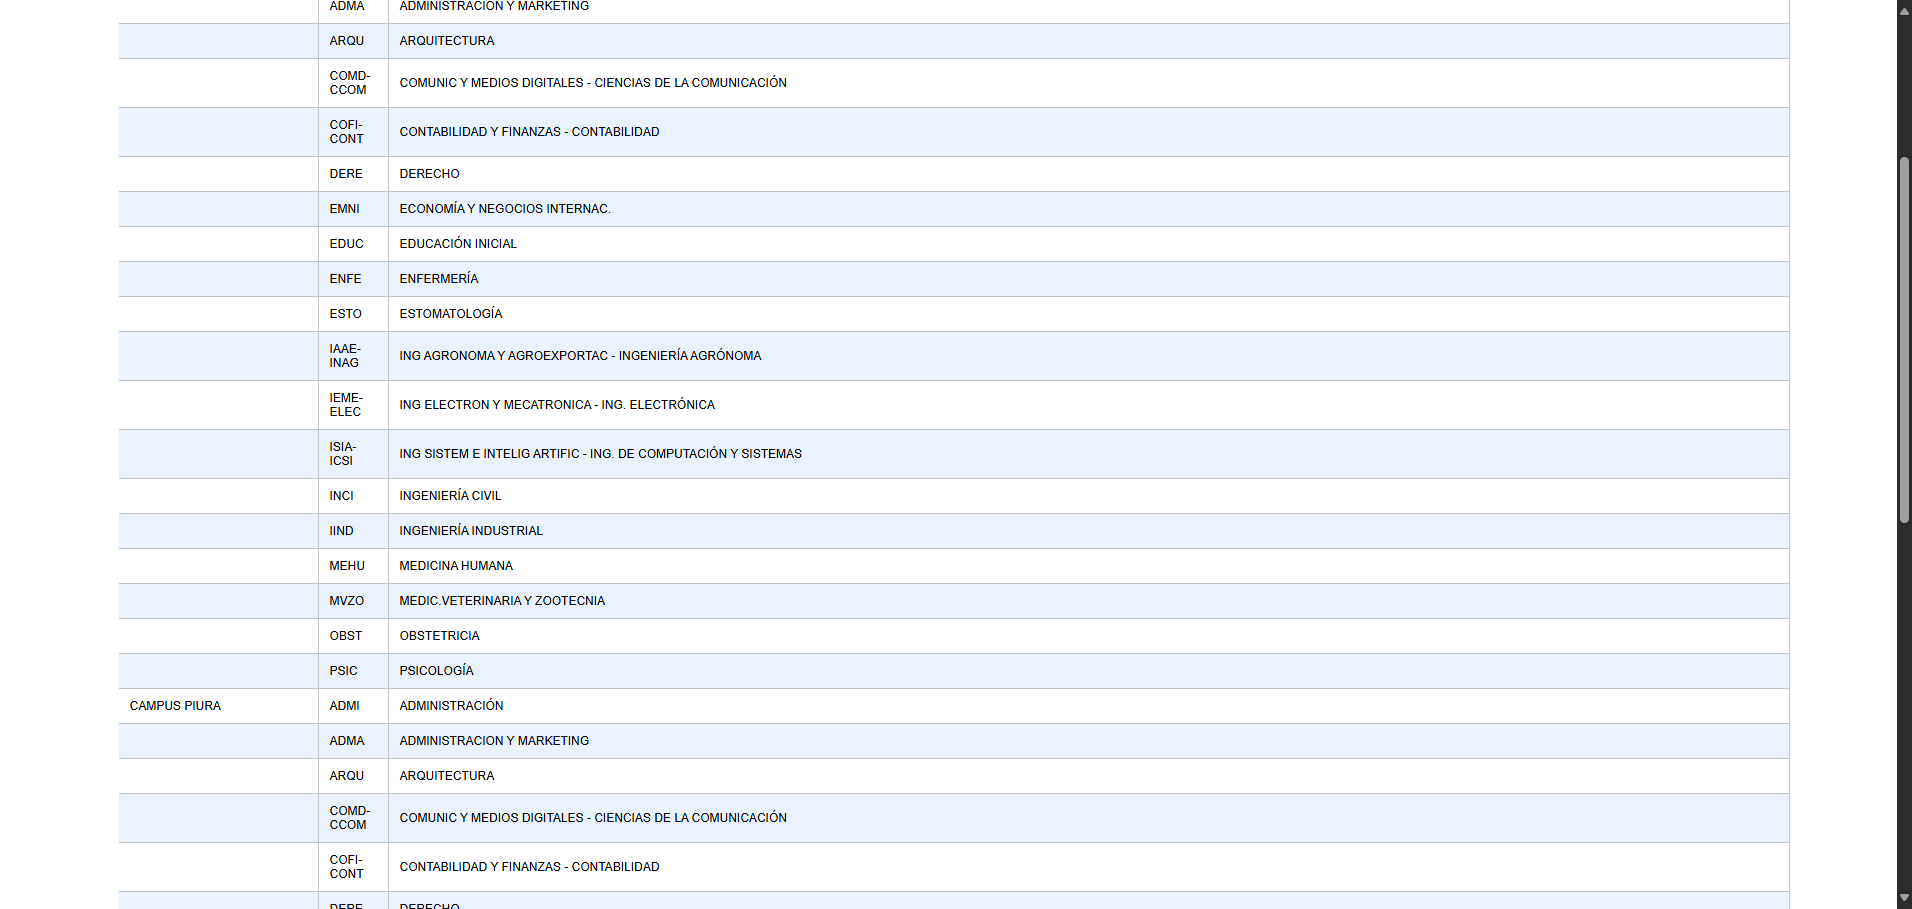 ADMA ADMINISTRACION Y MARKETING
ARQU ARQUITECTURA
COMD-
CCOM COMUNIC Y MEDIOS DIGITALES - CIENCIAS DE LA COMUNICACIÓN
COFI-
CONT CONTABILIDAD Y FINANZAS - CONTABILIDAD
DERE DERECHO
EMNI ECONOMÍA Y NEGOCIOS INTERNAC.
EDUC EDUCACIÓN INICIAL
ENFE ENFERMERÍA
ESTO ESTOMATOLOGÍA
IAAE-
INAG ING AGRONOMA Y AGROEXPORTAC - INGENIERÍA AGRÓNOMA
IEME-
ELEC ING ELECTRON Y MECATRONICA - ING. ELECTRÓNICA
ISIA-
ICSI ING SISTEM E INTELIG ARTIFIC - ING. DE COMPUTACIÓN Y SISTEMAS
INCI INGENIERÍA CIVIL
IIND INGENIERÍA INDUSTRIAL
MEHU MEDICINA HUMANA
MVZO MEDIC.VETERINARIA Y ZOOTECNIA
OBST OBSTETRICIA
PSIC PSICOLOGÍA
CAMPUS PIURA ADMI ADMINISTRACIÓN
ADMA ADMINISTRACION Y MARKETING
ARQU ARQUITECTURA
COMD-
CCOM COMUNIC Y MEDIOS DIGITALES - CIENCIAS DE LA COMUNICACIÓN
COFI-
CONT CONTABILIDAD Y FINANZAS - CONTABILIDAD
DERE DERECHO